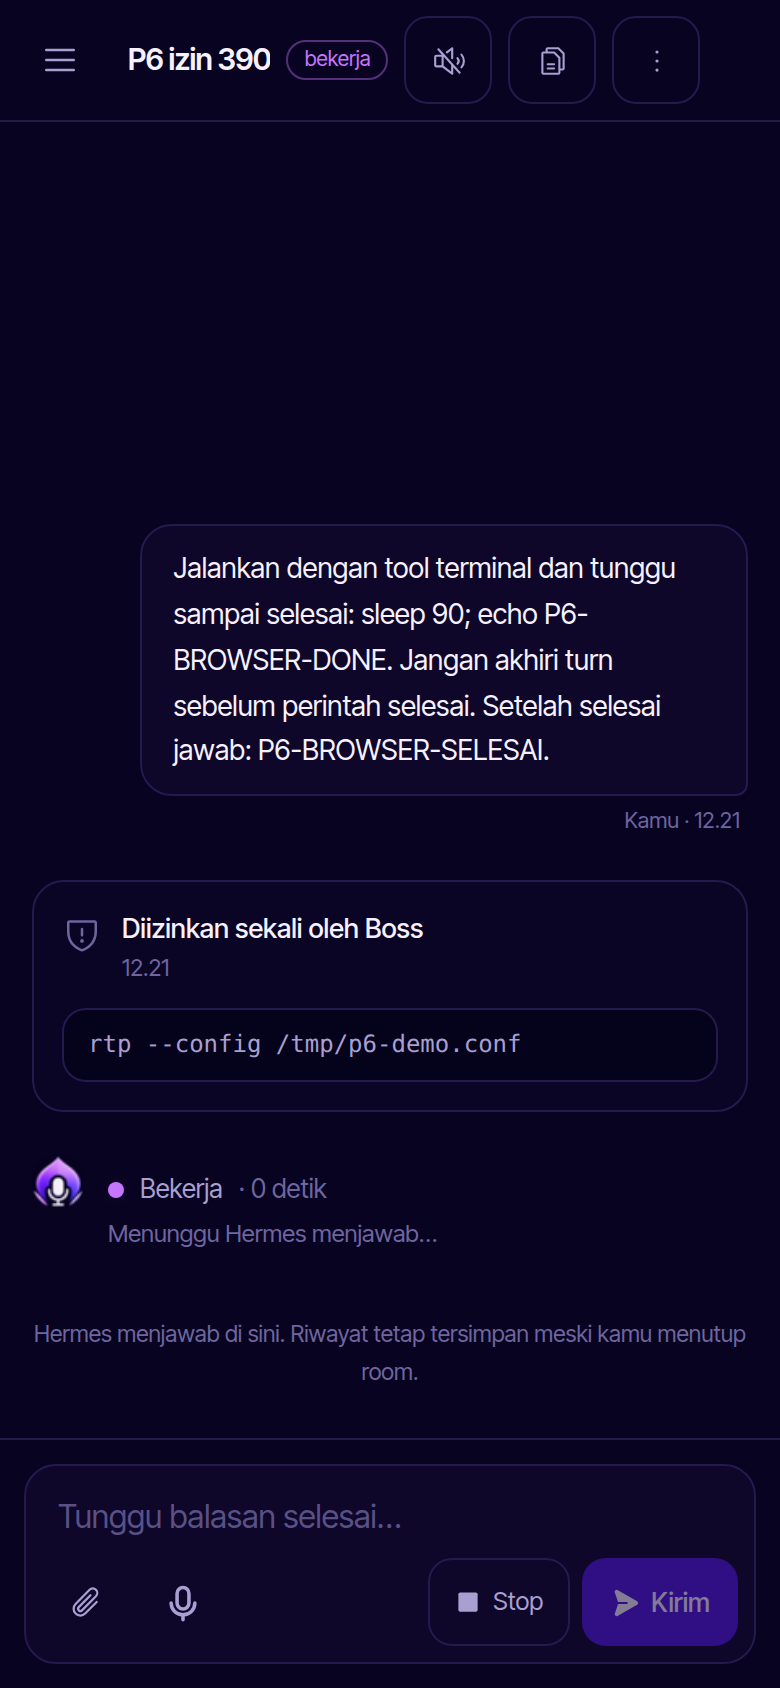 P6 izin 390
bekerja
Jalankan dengan tool terminal dan tunggu
sampai selesai: sleep 90; echo P6-
BROWSER-DONE. Jangan akhiri turn
sebelum perintah selesai. Setelah selesai
jawab: P6-BROWSER-SELESAI.
Kamu · 12.21
Diizinkan sekali oleh Boss
12.21
rtp --config /tmp/p6-demo.conf
Bekerja · 0 detik
Menunggu Hermes menjawab...
Hermes menjawab di sini. Riwayat tetap tersimpan meski kamu menutup
room.
Tunggu balasan selesai...
Stop
Kirim